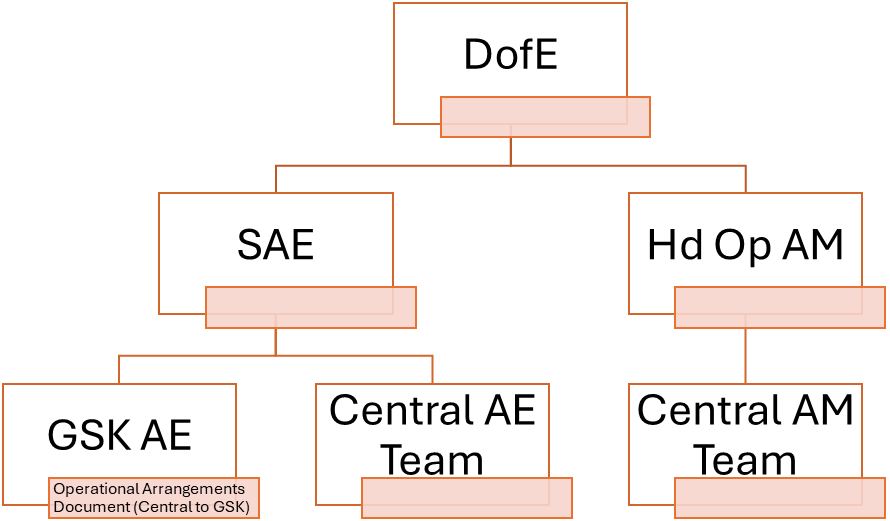 DofE
SAE
Hd Op AM
GSK AE
Operational Arrangements
Document (Central to GSK)
Central AE
Team
Central AM
Team